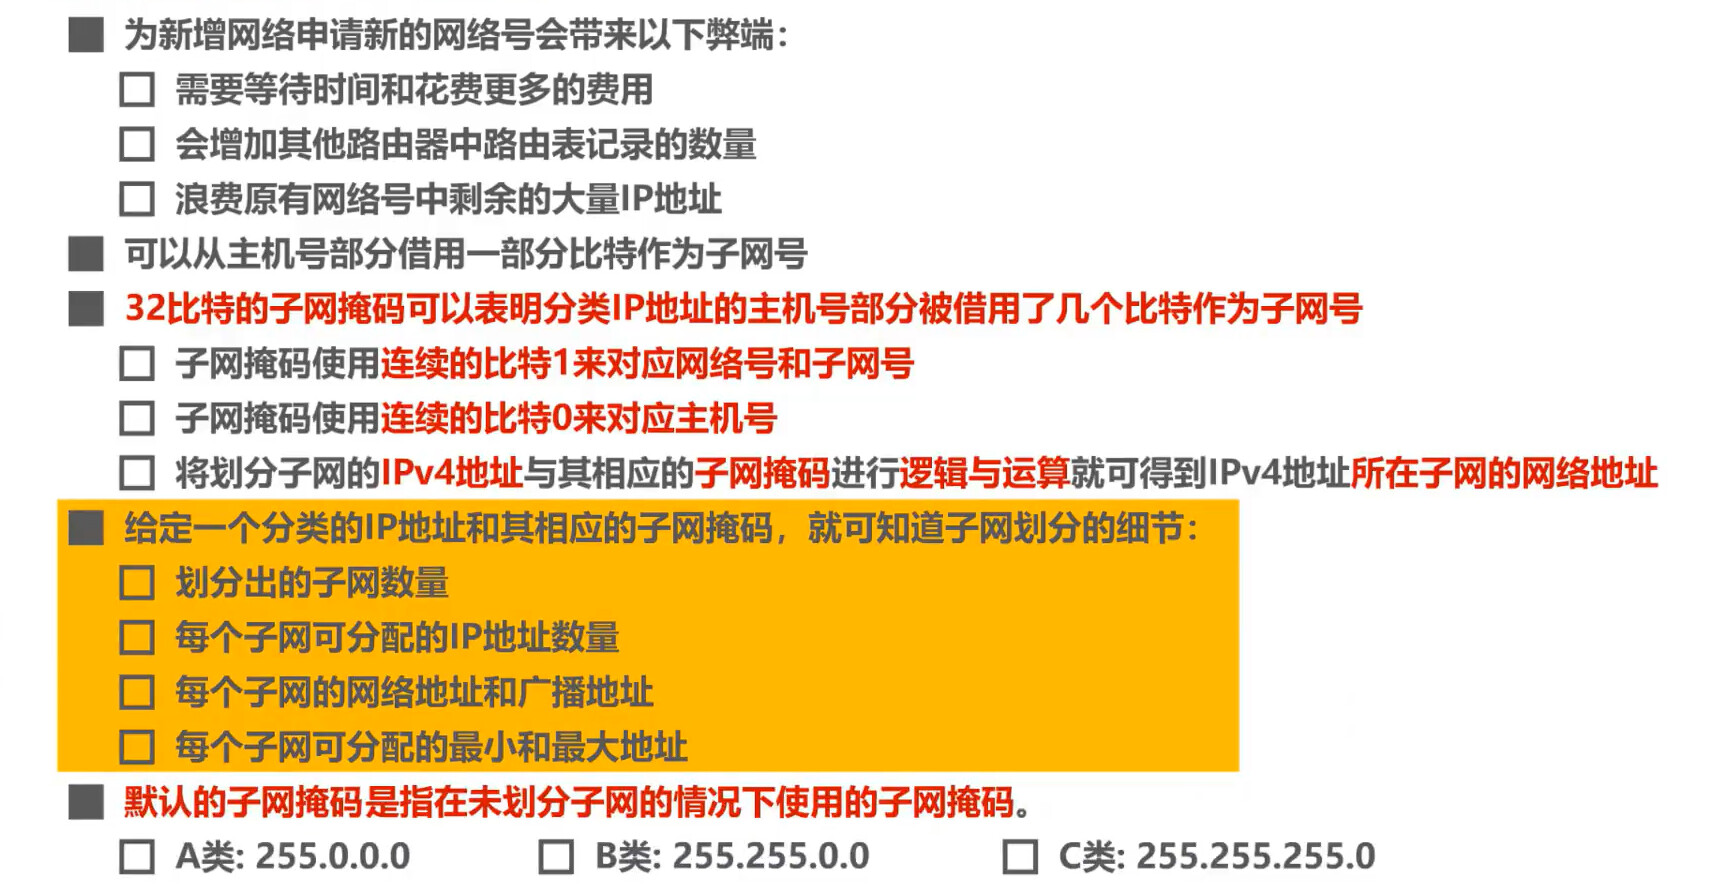 为新增网络申请新的网络号会带来以下弊端：
需要等待时间和花费更多的费用
会增加其他路由器中路由表记录的数量
浪费原有网络号中剩余的大量IP地址
可以从主机号部分借用一部分比特作为子网号
32比特的子网掩码可以表明分类IP地址的主机号部分被借用了几个比特作为子网号
子网掩码使用连续的比特1来对应网络号和子网号
子网掩码使用连续的比特0来对应主机号
将划分子网的IPv4地址与其相应的子网掩码进行逻辑与运算就可得到IPv4地址所在子网的网络地址
给定一个分类的IP地址和其相应的子网掩码，就可知道子网划分的细节：
划分出的子网数量
每个子网可分配的IP地址数量
每个子网的网络地址和广播地址
每个子网可分配的最小和最大地址
默认的子网掩码是指在未划分子网的情况下使用的子网掩码。
A类: 255.0.0.0 B类: 255.255.0.0 C类: 255.255.255.0